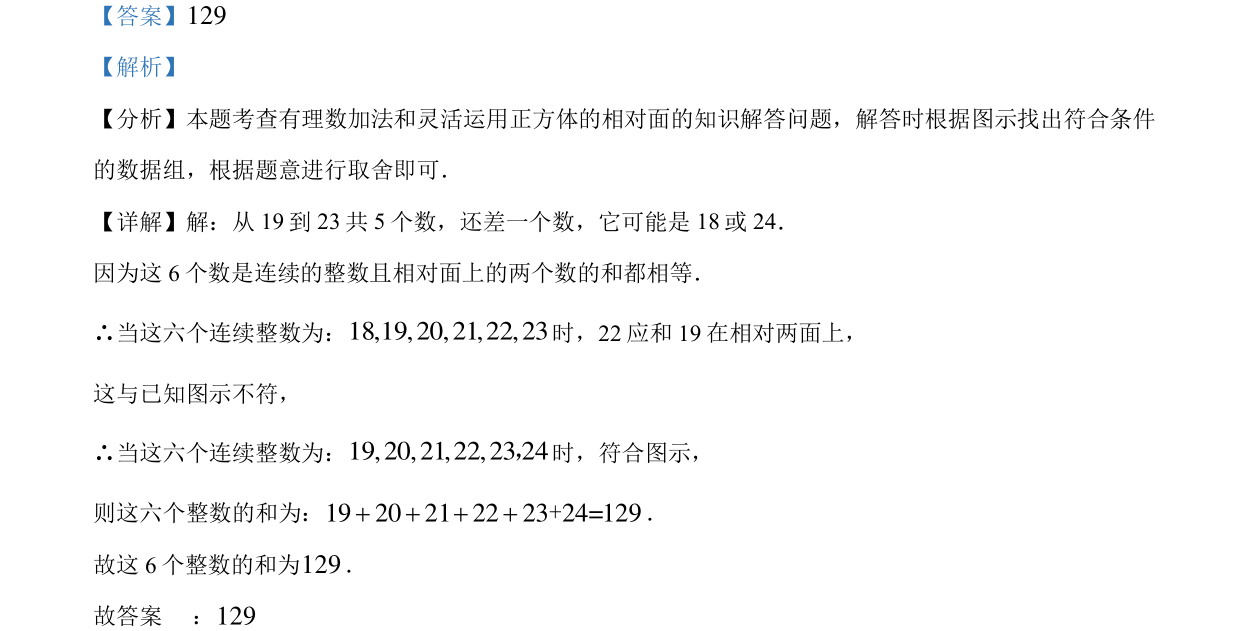 【答案】129
【解析】
【分析】本题考查有理数加法和灵活运用正方体的相对面的知识解答问题，解答时根据图示找出符合条件
的数据组，根据题意进行取舍即可．
【详解】解：从 19 到 23 共 5 个数，还差一个数，它可能是 18 或 24．
因为这 6 个数是连续的整数且相对面上的两个数的和都相等．
∴当这六个连续整数为：18,19, 20, 21, 22, 23 时，22 应和 19 在相对两面上，
这与已知图示不符，
∴当这六个连续整数为：19, 20, 21, 22, 23,24 时，符合图示，
则这六个整数的和为：19 + 20 + 21 + 22 + 23+24=129．
故这 6 个整数的和为129．
故答案 ：129